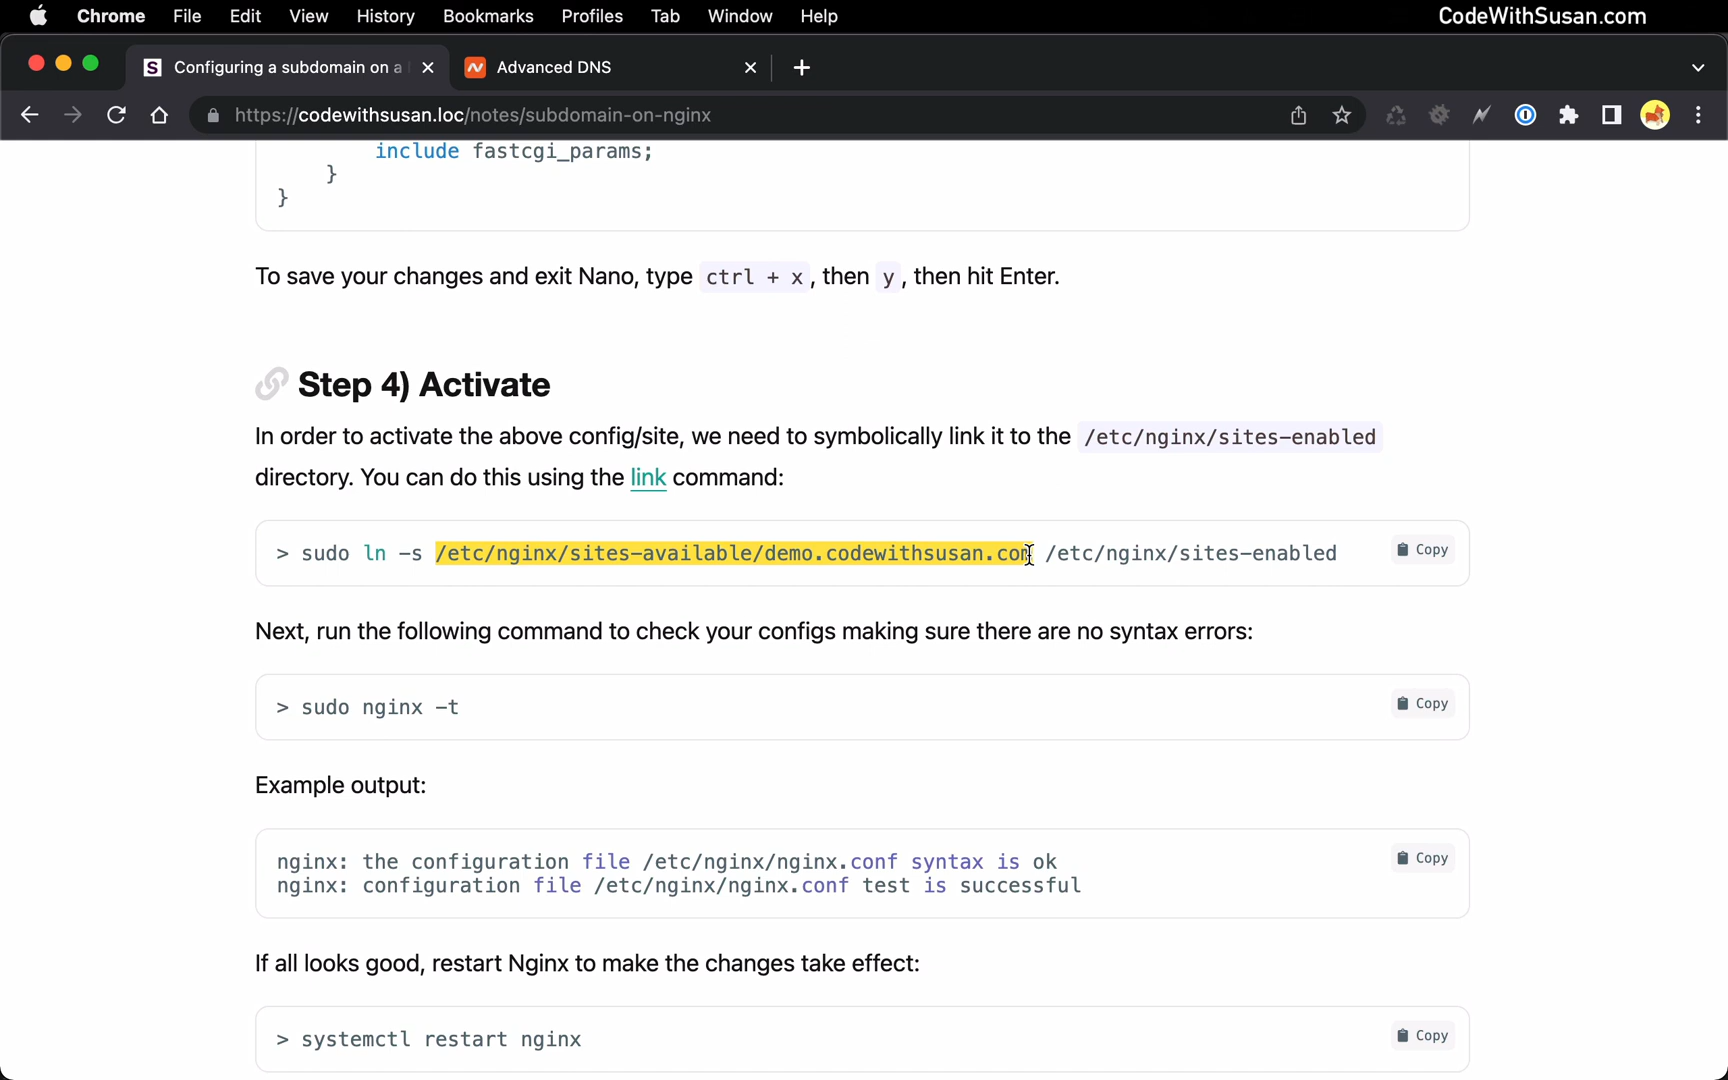 Chrome File Edit View History Bookmarks Profiles Tab Window Help CodeWithSusan.com
S Configuring a subdomain on a Advanced DNS
https://codewithsusan.loc/notes/subdomain-on-nginx
include fastcgi_params;
}
}
To save your changes and exit Nano, type ctrl + x, then y, then hit Enter.
Step 4) Activate
In order to activate the above config/site, we need to symbolically link it to the /etc/nginx/sites-enabled
directory. You can do this using the link command:
> sudo ln -s /etc/nginx/sites-available/demo.codewithsusan.com /etc/nginx/sites-enabled Copy
Next, run the following command to check your configs making sure there are no syntax errors:
> sudo nginx -t Copy
Example output:
nginx: the configuration file /etc/nginx/nginx.conf syntax is ok Copy
nginx: configuration file /etc/nginx/nginx.conf test is successful
If all looks good, restart Nginx to make the changes take effect:
> systemctl restart nginx Copy